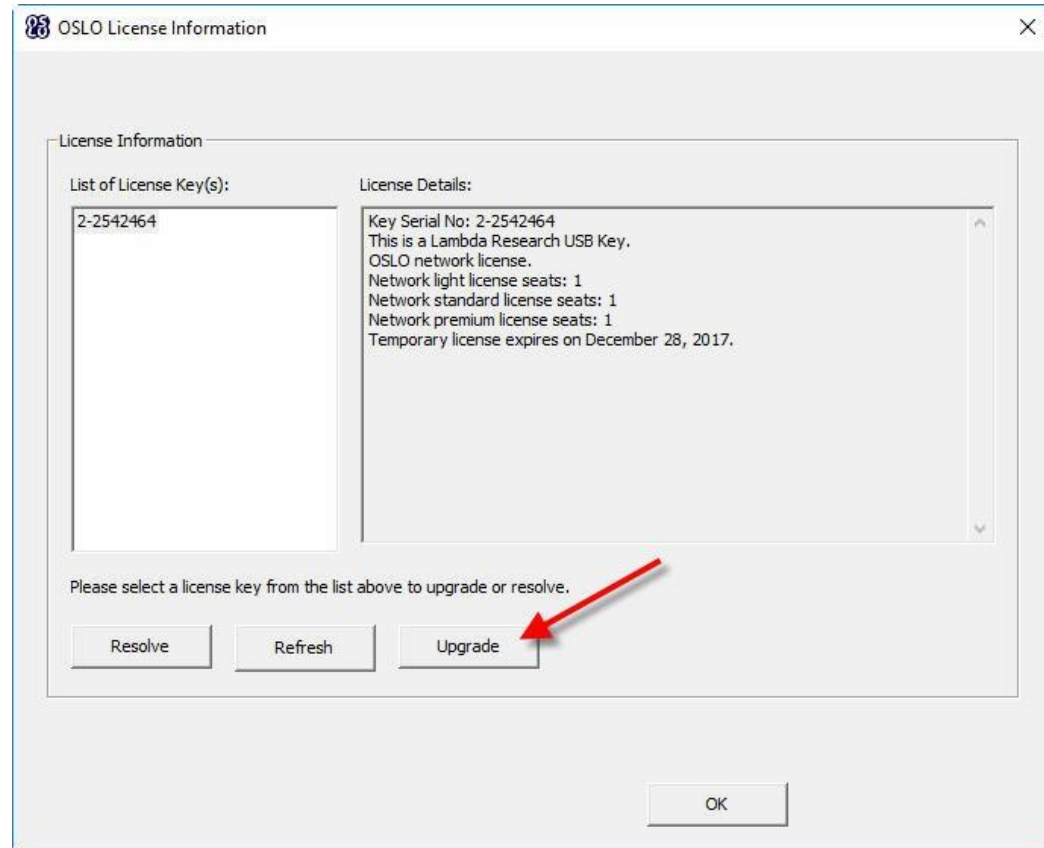 OSLO License Information
License Information
List of License Key(s):
License Details:
2-2542464
Key Serial No: 2-2542464
This is a Lambda Research USB Key.
OSLO network license.
Network light license seats: 1
Network standard license seats: 1
Network premium license seats: 1
Temporary license expires on December 28, 2017.
Please select a license key from the list above to upgrade or resolve.
Resolve
Refresh
Upgrade
OK